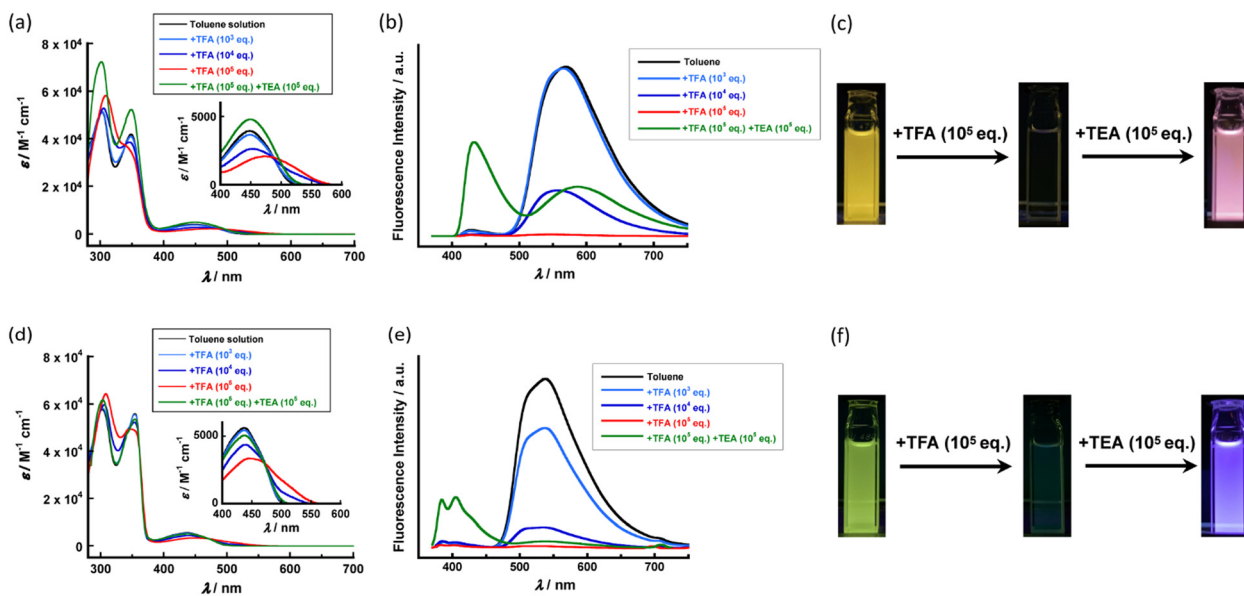 (a)
8 x 10⁴
6 x 10⁴
4 x 10⁴
2 x 10⁴
0
ε / M⁻¹ cm⁻¹
300 400 500 600 700
λ / nm
Toluene solution
+TFA (10³ eq.)
+TFA (10⁴ eq.)
+TFA (10⁵ eq.)
+TFA (10⁵ eq.) +TEA (10⁵ eq.)
5000
0
ε / M⁻¹ cm⁻¹
400 450 500 550 600
λ / nm
(b)
Fluorescence Intensity / a.u.
400 500 600 700
λ / nm
Toluene
+TFA (10³ eq.)
+TFA (10⁴ eq.)
+TFA (10⁵ eq.)
+TFA (10⁵ eq.) +TEA (10⁵ eq.)
(c)
+TFA (10⁵ eq.)
+TEA (10⁵ eq.)
(d)
8 x 10⁴
6 x 10⁴
4 x 10⁴
2 x 10⁴
0
ε / M⁻¹ cm⁻¹
300 400 500 600 700
λ / nm
Toluene solution
+TFA (10³ eq.)
+TFA (10⁴ eq.)
+TFA (10⁵ eq.)
+TFA (10⁵ eq.) +TEA (10⁵ eq.)
5000
0
ε / M⁻¹ cm⁻¹
400 450 500 550 600
λ / nm
(e)
Fluorescence Intensity / a.u.
400 500 600 700
λ / nm
Toluene
+TFA (10³ eq.)
+TFA (10⁴ eq.)
+TFA (10⁵ eq.)
+TFA (10⁵ eq.) +TEA (10⁵ eq.)
(f)
+TFA (10⁵ eq.)
+TEA (10⁵ eq.)